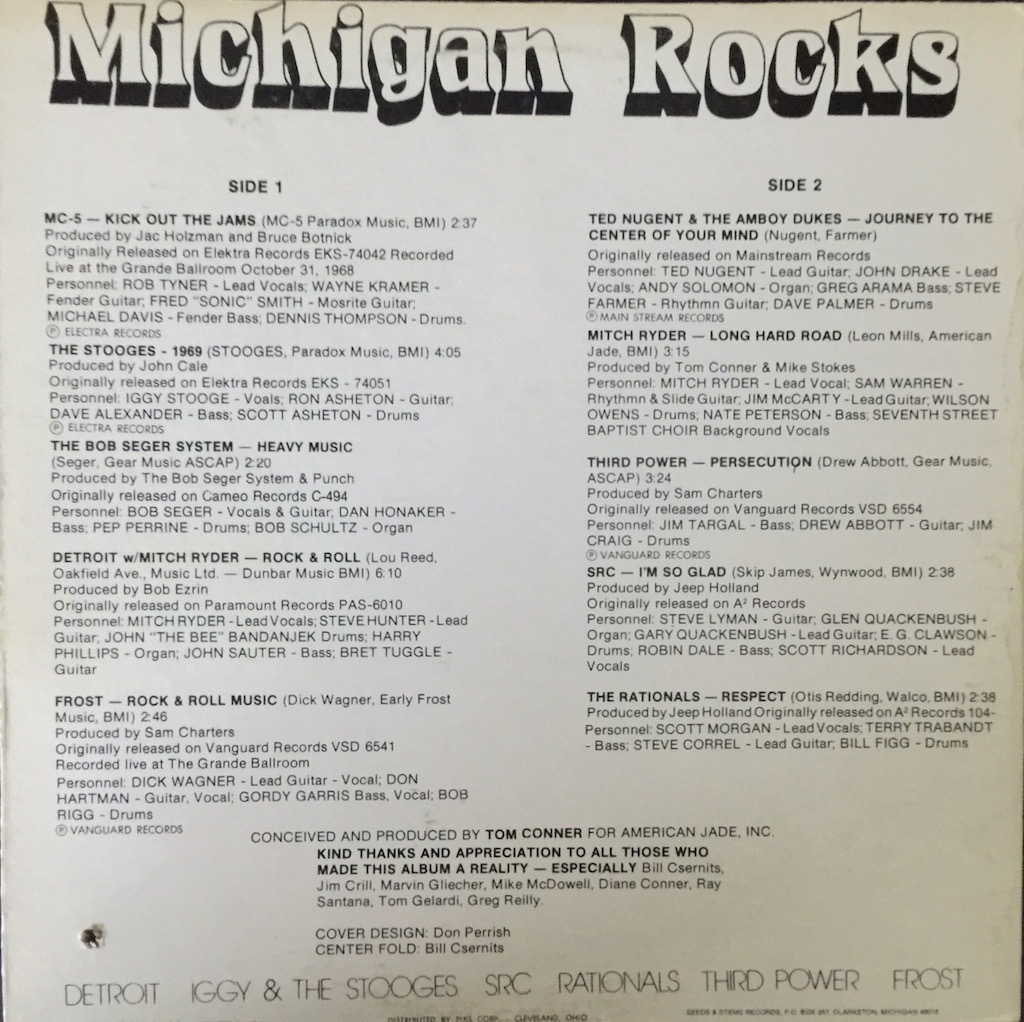 Michigan Rocks
SIDE 1
MC-5 — KICK OUT THE JAMS (MC-5 Paradox Music, BMI) 2:37
Produced by Jac Holzman and Bruce Botnick
Originally Released on Elektra Records EKS-74042 Recorded
Live at the Grande Ballroom October 31, 1968
Personnel: ROB TYNER - Lead Vocals; WAYNE KRAMER -
Fender Guitar; FRED "SONIC" SMITH - Mosrite Guitar;
MICHAEL DAVIS - Fender Bass; DENNIS THOMPSON - Drums.
Ⓟ ELECTRA RECORDS
THE STOOGES - 1969 (STOOGES, Paradox Music, BMI) 4:05
Produced by John Cale
Originally released on Elektra Records EKS - 74051
Personnel: IGGY STOOGE - Voals; RON ASHETON - Guitar;
DAVE ALEXANDER - Bass; SCOTT ASHETON - Drums
Ⓟ ELECTRA RECORDS
THE BOB SEGER SYSTEM — HEAVY MUSIC
(Seger, Gear Music ASCAP) 2:20
Produced by The Bob Seger System & Punch
Originally released on Cameo Records C-494
Personnel: BOB SEGER - Vocals & Guitar; DAN HONAKER -
Bass; PEP PERRINE - Drums; BOB SCHULTZ - Organ
DETROIT w/MITCH RYDER — ROCK & ROLL (Lou Reed,
Oakfield Ave., Music Ltd. — Dunbar Music BMI) 6:10
Produced by Bob Ezrin
Originally released on Paramount Records PAS-6010
Personnel: MITCH RYDER - Lead Vocals; STEVE HUNTER - Lead
Guitar; JOHN "THE BEE" BANDANJEK Drums; HARRY
PHILLIPS - Organ; JOHN SAUTER - Bass; BRET TUGGLE -
Guitar
FROST — ROCK & ROLL MUSIC (Dick Wagner, Early Frost
Music, BMI) 2:46
Produced by Sam Charters
Originally released on Vanguard Records VSD 6541
Recorded live at The Grande Ballroom
Personnel: DICK WAGNER - Lead Guitar - Vocal; DON
HARTMAN - Guitar, Vocal; GORDY GARRIS Bass, Vocal; BOB
RIGG - Drums
Ⓟ VANGUARD RECORDS
SIDE 2
TED NUGENT & THE AMBOY DUKES — JOURNEY TO THE
CENTER OF YOUR MIND (Nugent, Farmer)
Originally released on Mainstream Records
Personnel: TED NUGENT - Lead Guitar; JOHN DRAKE - Lead
Vocals; ANDY SOLOMON - Organ; GREG ARAMA Bass; STEVE
FARMER - Rhythmn Guitar; DAVE PALMER - Drums
Ⓟ MAIN STREAM RECORDS
MITCH RYDER — LONG HARD ROAD (Leon Mills, American
Jade, BMI) 3:15
Produced by Tom Conner & Mike Stokes
Personnel: MITCH RYDER - Lead Vocal; SAM WARREN -
Rhythmn & Slide Guitar; JIM McCARTY - Lead Guitar; WILSON
OWENS - Drums; NATE PETERSON - Bass; SEVENTH STREET
BAPTIST CHOIR Background Vocals
THIRD POWER — PERSECUTION (Drew Abbott, Gear Music,
ASCAP) 3:24
Produced by Sam Charters
Originally released on Vanguard Records VSD 6554
Personnel: JIM TARGAL - Bass; DREW ABBOTT - Guitar; JIM
CRAIG - Drums
Ⓟ VANGUARD RECORDS
SRC — I'M SO GLAD (Skip James, Wynwood, BMI) 2:38
Produced by Jeep Holland
Originally released on A² Records
Personnel: STEVE LYMAN - Guitar; GLEN QUACKENBUSH -
Organ; GARY QUACKENBUSH - Lead Guitar; E. G. CLAWSON -
Drums; ROBIN DALE - Bass; SCOTT RICHARDSON - Lead
Vocals
THE RATIONALS — RESPECT (Otis Redding, Walco, BMI) 2:38
Produced by Jeep Holland Originally released on A² Records 104-
Personnel: SCOTT MORGAN - Lead Vocals; TERRY TRABANDT
- Bass; STEVE CORREL - Lead Guitar; BILL FIGG - Drums
CONCEIVED AND PRODUCED BY TOM CONNER FOR AMERICAN JADE, INC.
KIND THANKS AND APPRECIATION TO ALL THOSE WHO
MADE THIS ALBUM A REALITY — ESPECIALLY Bill Csernits,
Jim Crill, Marvin Gliecher, Mike McDowell, Diane Conner, Ray
Santana, Tom Gelardi, Greg Reilly.
COVER DESIGN: Don Perrish
CENTER FOLD: Bill Csernits
DETROIT IGGY & THE STOOGES SRC RATIONALS THIRD POWER FROST
SEEDS & STEMS RECORDS, P.O. BOX 257, CLARKSTON, MICHIGAN 48016
DISTRIBUTED BY PIKS CORP. — CLEVELAND, OHIO